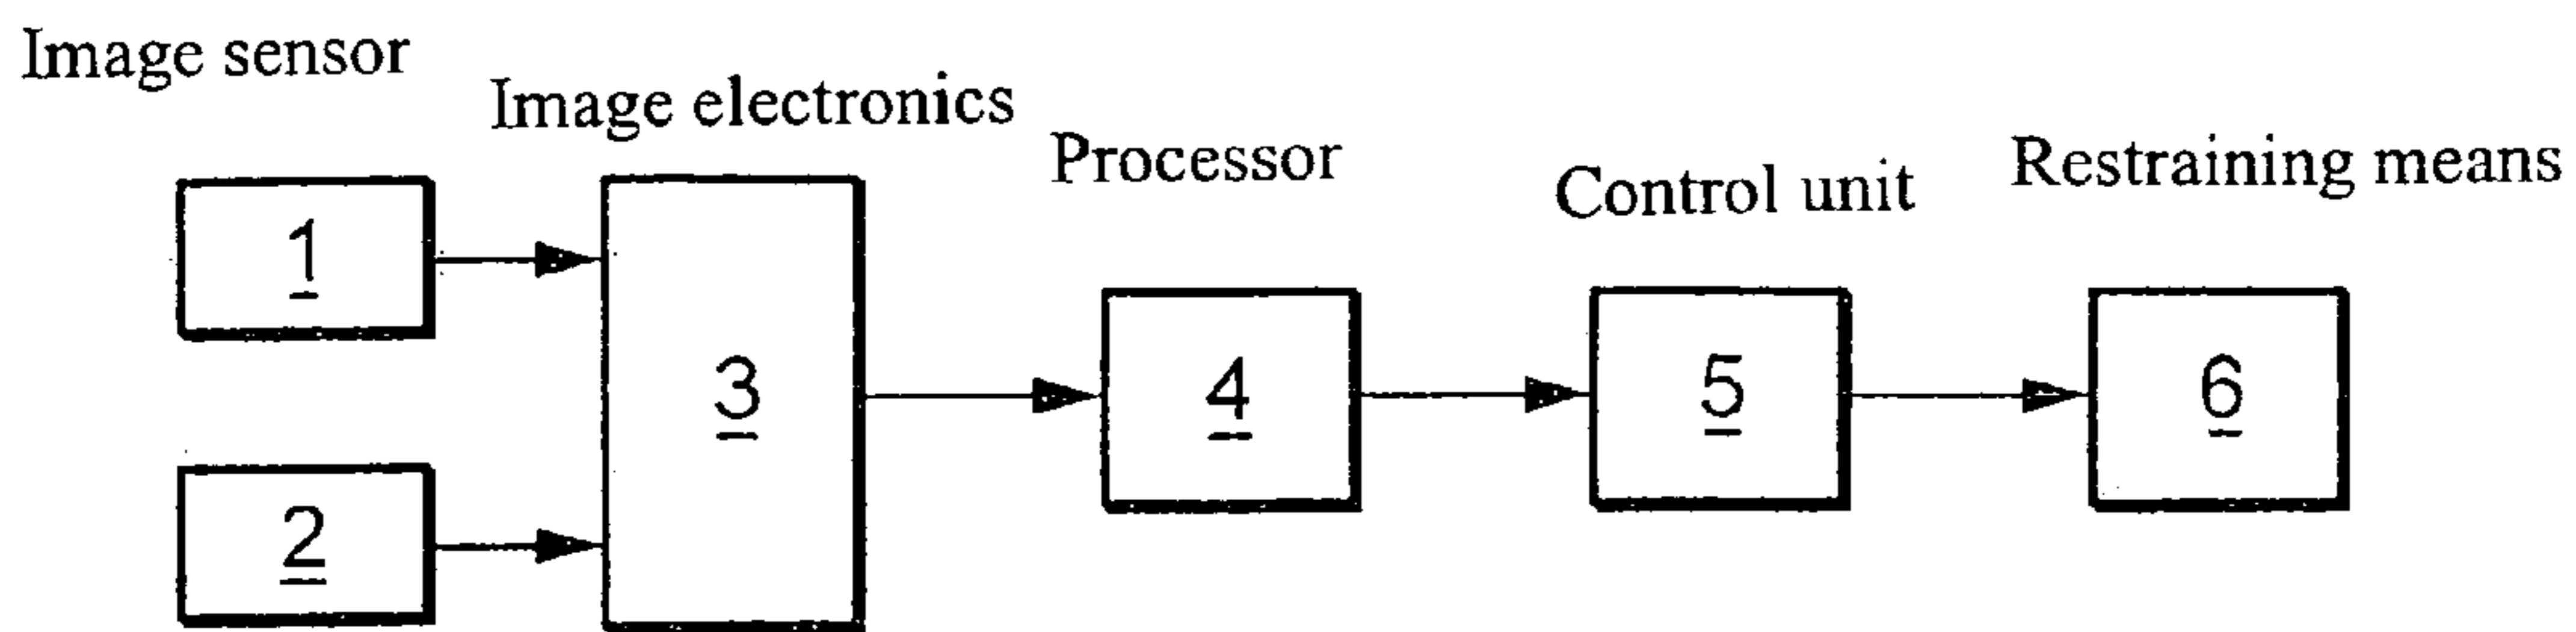 Image sensor
Image electronics
Processor
Control unit
Restraining means
1
2
3
4
5
6